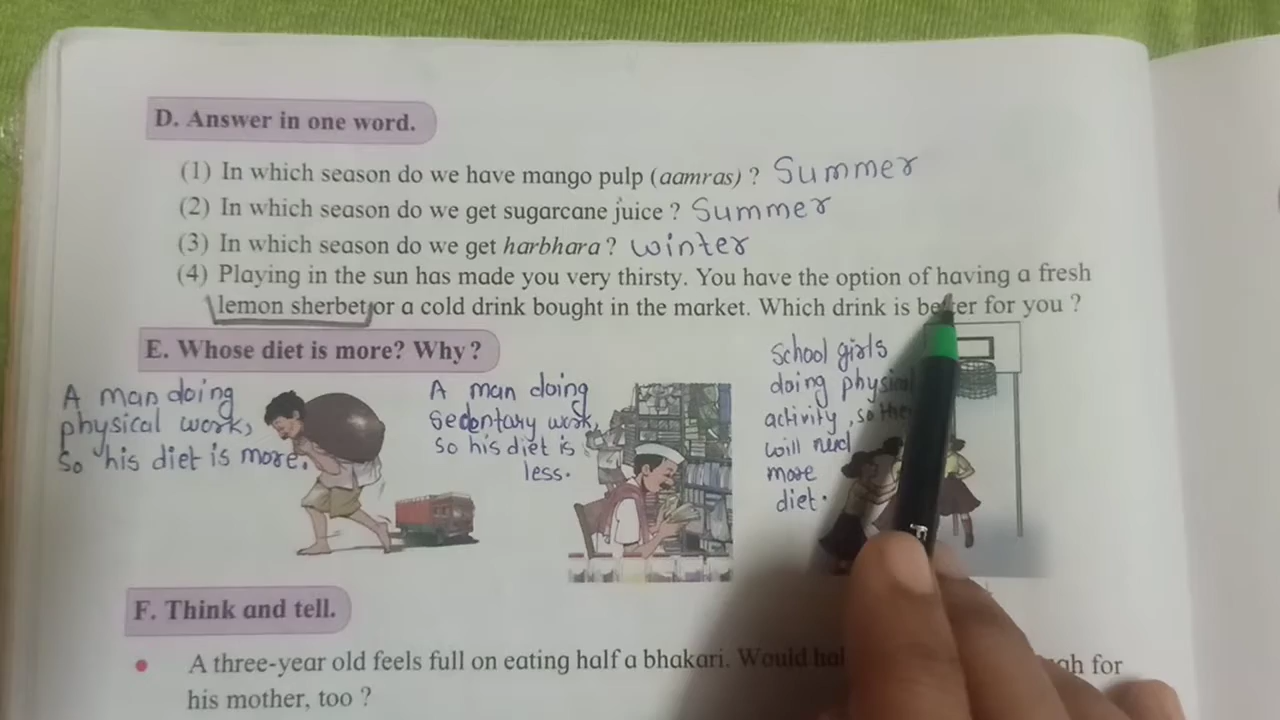 D. Answer in one word.
(1) In which season do we have mango pulp (aamras) ? Summer
(2) In which season do we get sugarcane juice ? Summer
(3) In which season do we get harbhara ? winter
(4) Playing in the sun has made you very thirsty. You have the option of having a fresh
lemon sherbet or a cold drink bought in the market. Which drink is better for you ?
E. Whose diet is more? Why ?
A man doing
physical work,
so his diet is more.
A man doing
Sedentary work,
so his diet is
less.
School girls
doing physical
activity, so they
will need
more
diet.
F. Think and tell.
A three-year old feels full on eating half a bhakari. Would for
his mother, too ?